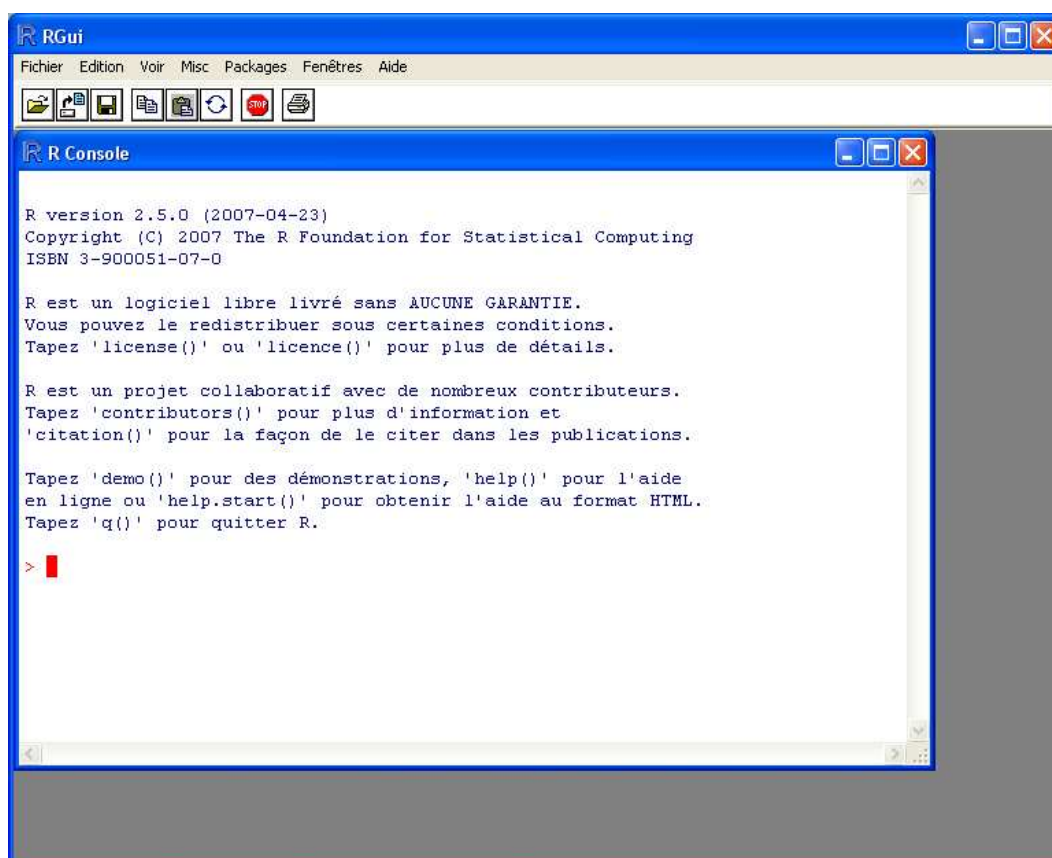 RGui
Fichier Edition Voir Misc Packages Fenêtres Aide
STOP
R Console
R version 2.5.0 (2007-04-23)
Copyright (C) 2007 The R Foundation for Statistical Computing
ISBN 3-900051-07-0
R est un logiciel libre livré sans AUCUNE GARANTIE.
Vous pouvez le redistribuer sous certaines conditions.
Tapez 'license()' ou 'licence()' pour plus de détails.
R est un projet collaboratif avec de nombreux contributeurs.
Tapez 'contributors()' pour plus d'information et
'citation()' pour la façon de le citer dans les publications.
Tapez 'demo()' pour des démonstrations, 'help()' pour l'aide
en ligne ou 'help.start()' pour obtenir l'aide au format HTML.
Tapez 'q()' pour quitter R.
>